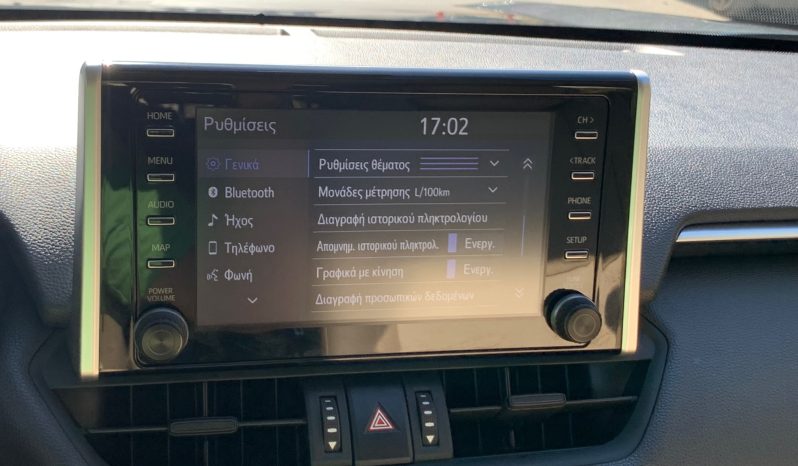 HOME
MENU
AUDIO
MAP
POWER
VOLUME
Ρυθμίσεις 17:02
Γενικά
Bluetooth
Ήχος
Τηλέφωνο
Φωνή
Ρυθμίσεις θέματος
Μονάδες μέτρησης L/100km
Διαγραφή ιστορικού πληκτρολογίου
Απομνημ. ιστορικού πληκτρολ. Ενεργ.
Γραφικά με κίνηση Ενεργ.
Διαγραφή προσωπικών δεδομένων
CH >
< TRACK
PHONE
SETUP